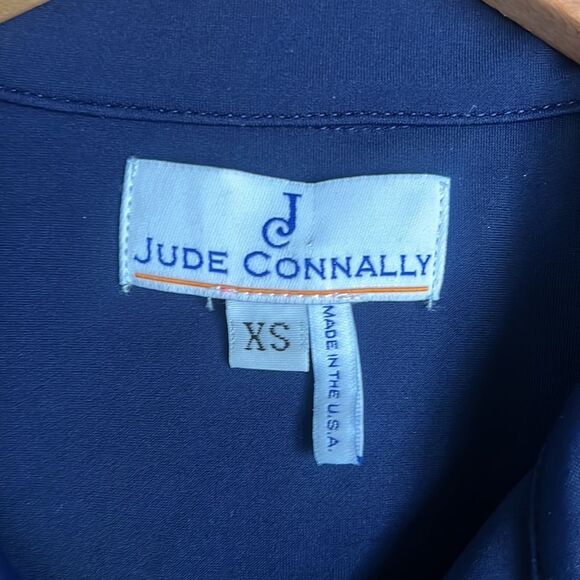 JC
JUDE CONNALLY
XS
MADE IN THE U.S.A.